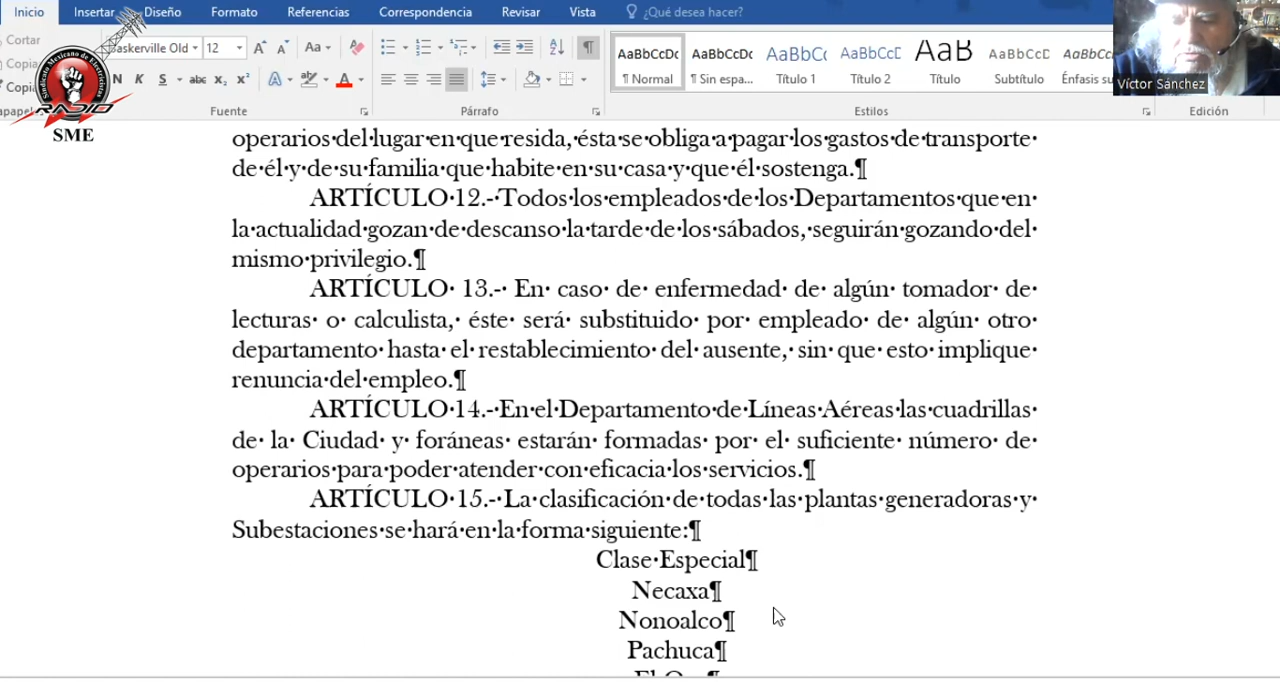 Inicio Insertar Diseño Formato Referencias Correspondencia Revisar Vista ¿Qué desea hacer?
Cortar
Baskerville Old 12 Aa AaBbCcDc AaBbCcDc AaBbC AaBbCcD AaB AaBbCcD
N K S abc x₂ x² A A ¶ Normal ¶ Sin espa... Título 1 Título 2 Título Subtítulo Énfasis
Fuente Párrafo Estilos Edición
Víctor Sánchez
Sindicato Mexicano de Electricistas
RADIO
SME
operarios del lugar en que resida, ésta se obliga a pagar los gastos de transporte
de él y de su familia que habite en su casa y que él sostenga.¶
ARTÍCULO 12.- Todos los empleados de los Departamentos que en
la actualidad gozan de descanso la tarde de los sábados, seguirán gozando del
mismo privilegio.¶
ARTÍCULO 13.- En caso de enfermedad de algún tomador de
lecturas o calculista, éste será substituido por empleado de algún otro
departamento hasta el restablecimiento del ausente, sin que esto implique
renuncia del empleo.¶
ARTÍCULO 14.- En el Departamento de Líneas Aéreas las cuadrillas
de la Ciudad y foráneas estarán formadas por el suficiente número de
operarios para poder atender con eficacia los servicios.¶
ARTÍCULO 15.- La clasificación de todas las plantas generadoras y
Subestaciones se hará en la forma siguiente:¶
Clase Especial¶
Necaxa¶
Nonoalco¶
Pachuca¶